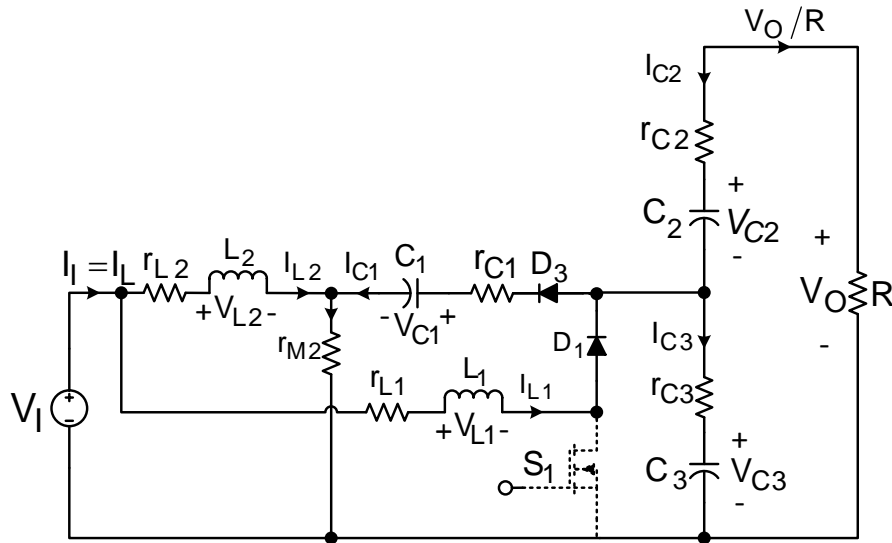 V_O/R
I_C2
r_C2
+
C_2 V_C2
-
I_I = I_L r_L2 L_2 I_L2 I_C1 C_1 r_C1 D_3
+ V_L2 - - V_C1 +
+
V_O R
-
r_M2
D_1
I_C3
r_L1 L_1 I_L1
r_C3
V_I + -
+ V_L1 -
S_1
C_3 + V_C3 -